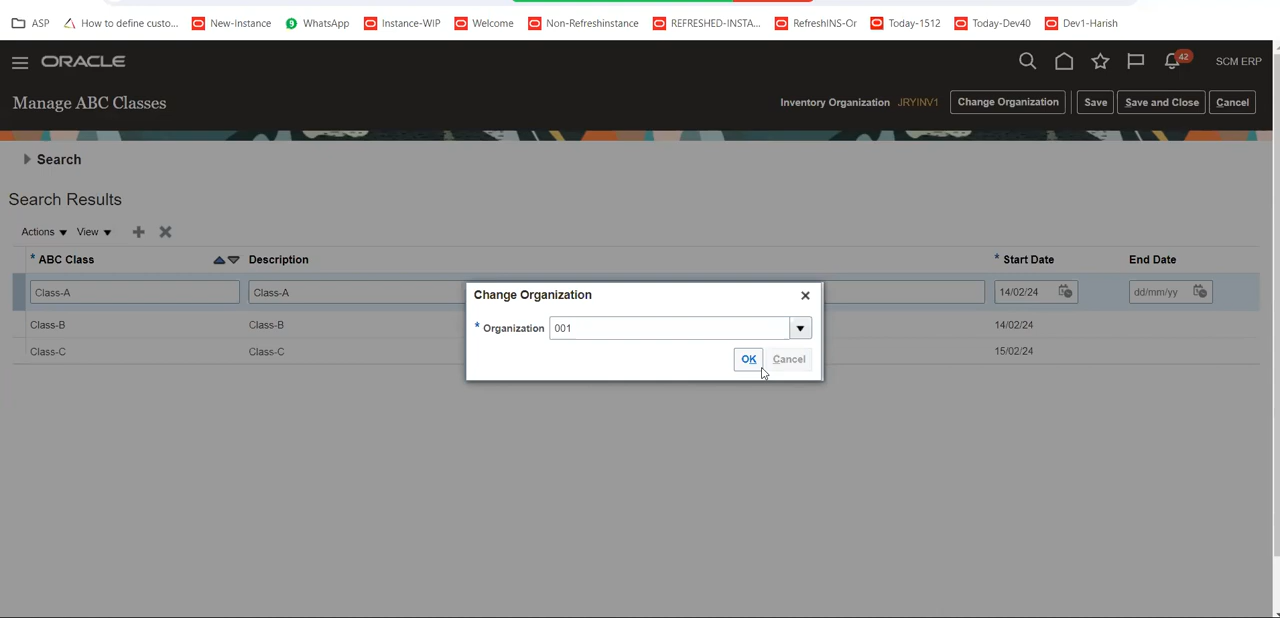 ASP How to define custo... New-Instance WhatsApp Instance-WIP Welcome Non-Refreshinstance REFRESHED-INSTA... RefreshINS-Or Today-1512 Today-Dev40 Dev1-Harish
ORACLE 42 SCM ERP
Manage ABC Classes Inventory Organization JRYINV1 Change Organization Save Save and Close Cancel
Search
Search Results
Actions View
* ABC Class Description * Start Date End Date
Class-A Class-A 14/02/24 dd/mm/yy
Change Organization
* Organization 001
Class-B Class-B 14/02/24
Class-C Class-C 15/02/24
OK Cancel